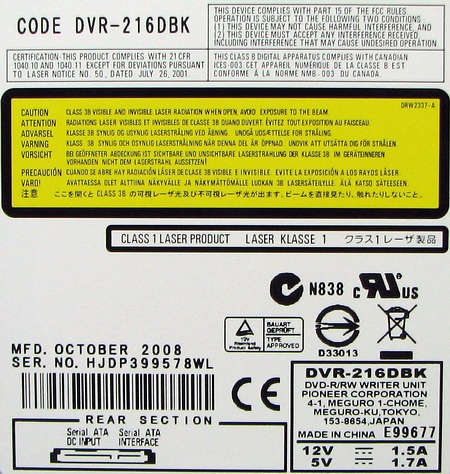 CODE DVR-216DBK
THIS DEVICE COMPLIES WITH PART 15 OF THE FCC RULES.
OPERATION IS SUBJECT TO THE FOLLOWING TWO CONDITIONS:
(1) THIS DEVICE MAY NOT CAUSE HARMFUL INTERFERENCE, AND
(2) THIS DEVICE MUST ACCEPT ANY INTERFERENCE RECEIVED,
INCLUDING INTERFERENCE THAT MAY CAUSE UNDESIRED OPERATION.
CERTIFICATION·THIS PRODUCT COMPLIES WITH 21 CFR
1040.10 AND 1040.11 EXCEPT FOR DEVIATIONS PURSUANT
TO LASER NOTICE NO. 50, DATED JULY 26, 2001.
THIS CLASS B DIGITAL APPARATUS COMPLIES WITH CANADIAN
ICES-003. CET APPAREIL NUMÉRIQUE DE LA CLASSE B EST
CONFORME À LA NORME NMB-003 DU CANADA.
DRW2337-A
CAUTION CLASS 3B VISIBLE AND INVISIBLE LASER RADIATION WHEN OPEN, AVOID EXPOSURE TO THE BEAM.
ATTENTION RADIATIONS LASER VISIBLES ET INVISIBLES DE CLASSE 3B QUAND OUVERT. ÉVITEZ TOUT EXPOSITION AU FAISCEAU.
ADVARSEL KLASSE 3B SYNLIG OG USYNLIG LASERSTRÅLING VED ÅBNING. UNDGÅ UDSÆTTELSE FOR STRÅLING.
VARNING KLASS 3B SYNLIG OCH OSYNLIG LASERSTRÅLNING NÄR DENNA DEL ÄR ÖPPNAD. UNDVIK ATT UTSÄTTA DIG FÖR STRÅLEN.
VORSICHT BEI GEÖFFNETER ABDECKUNG IST SICHTBARE UND UNSICHTBARE LASERSTRAHLUNG DER KLASSE 3B IM GERÄTEINNEREN
VORHANDEN. NICHT DEM LASERSTRAHL AUSSETZEN!
PRECAUCIÓN CUANDO SE ABRE HAY RADIACIÓN LÁSER DE CLASE 3B VISIBLE E INVISIBLE. EVITE LA EXPOSICIÓN A LOS RAYOS LÁSER.
VARO! AVATTAESSA OLET ALTTIINA NÄKYVÄLLE JA NÄKYMÄTTÖMÄLLE LUOKAN 3B LASERSÄTEILYLLE. ÄLÄ KATSO SÄTEESEEN.
注意 ここを開くと CLASS 3B の可視レーザ光及び不可視レーザ光が出ます。ビームを直接見たり、触れたりしないこと。
CLASS 1 LASER PRODUCT LASER KLASSE 1 クラス1 レーザ製品
N838 c RU US
TÜV
Rheinland
Product Safety
BAUART
GEPRÜFT
TYPE
APPROVED
D33013
MFD. OCTOBER 2008
SER. NO. HJDP399578WL
CE
REAR SECTION
Serial ATA
DC INPUT
Serial ATA
INTERFACE
DVR-216DBK
DVD-R/RW WRITER UNIT
PIONEER CORPORATION
4-1, MEGURO 1-CHOME,
MEGURO-KU,TOKYO,
153-8654,JAPAN
MADE IN CHINA E99677
12V 1.5A
5V 1.7A